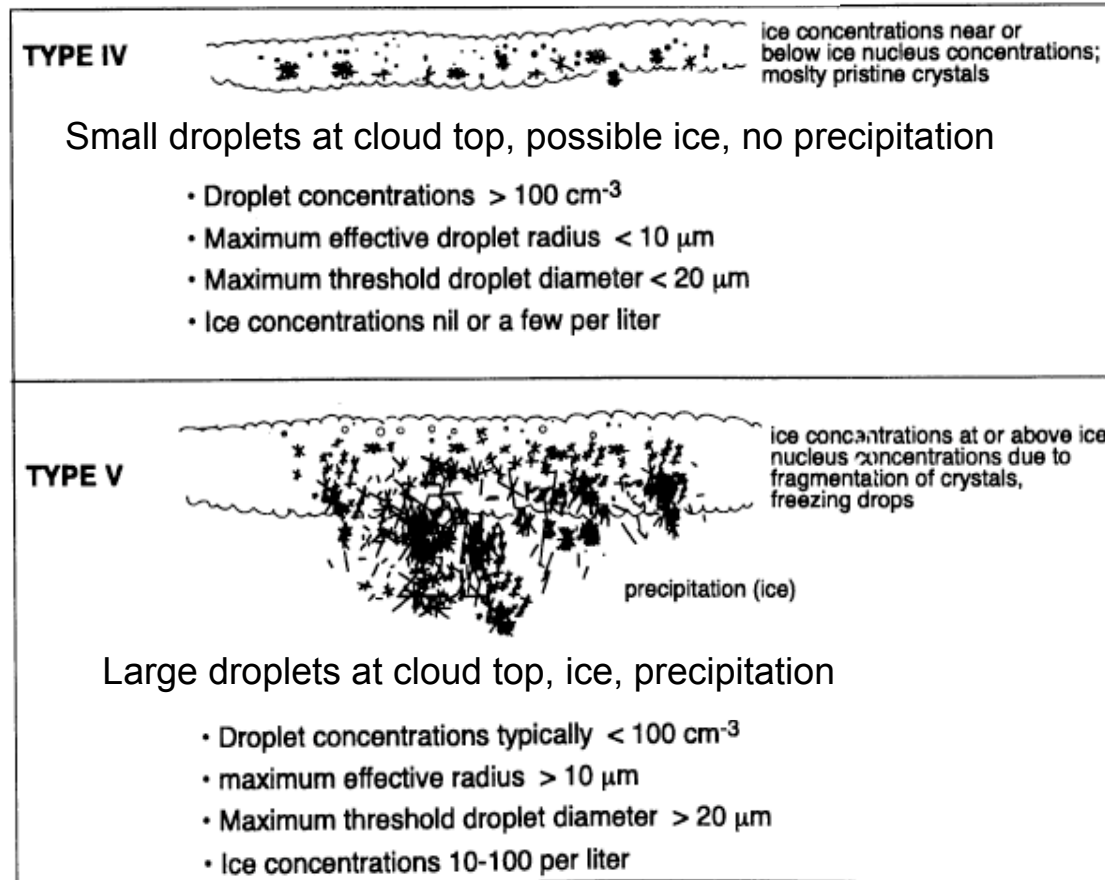 TYPE IV
ice concentrations near or
below ice nucleus concentrations;
moslty pristine crystals
Small droplets at cloud top, possible ice, no precipitation
• Droplet concentrations > 100 cm-3
• Maximum effective droplet radius < 10 μm
• Maximum threshold droplet diameter < 20 μm
• Ice concentrations nil or a few per liter
TYPE V
ice concentrations at or above ice
nucleus concentrations due to
fragmentation of crystals,
freezing drops
precipitation (ice)
Large droplets at cloud top, ice, precipitation
• Droplet concentrations typically < 100 cm-3
• maximum effective radius > 10 μm
• Maximum threshold droplet diameter > 20 μm
• Ice concentrations 10-100 per liter